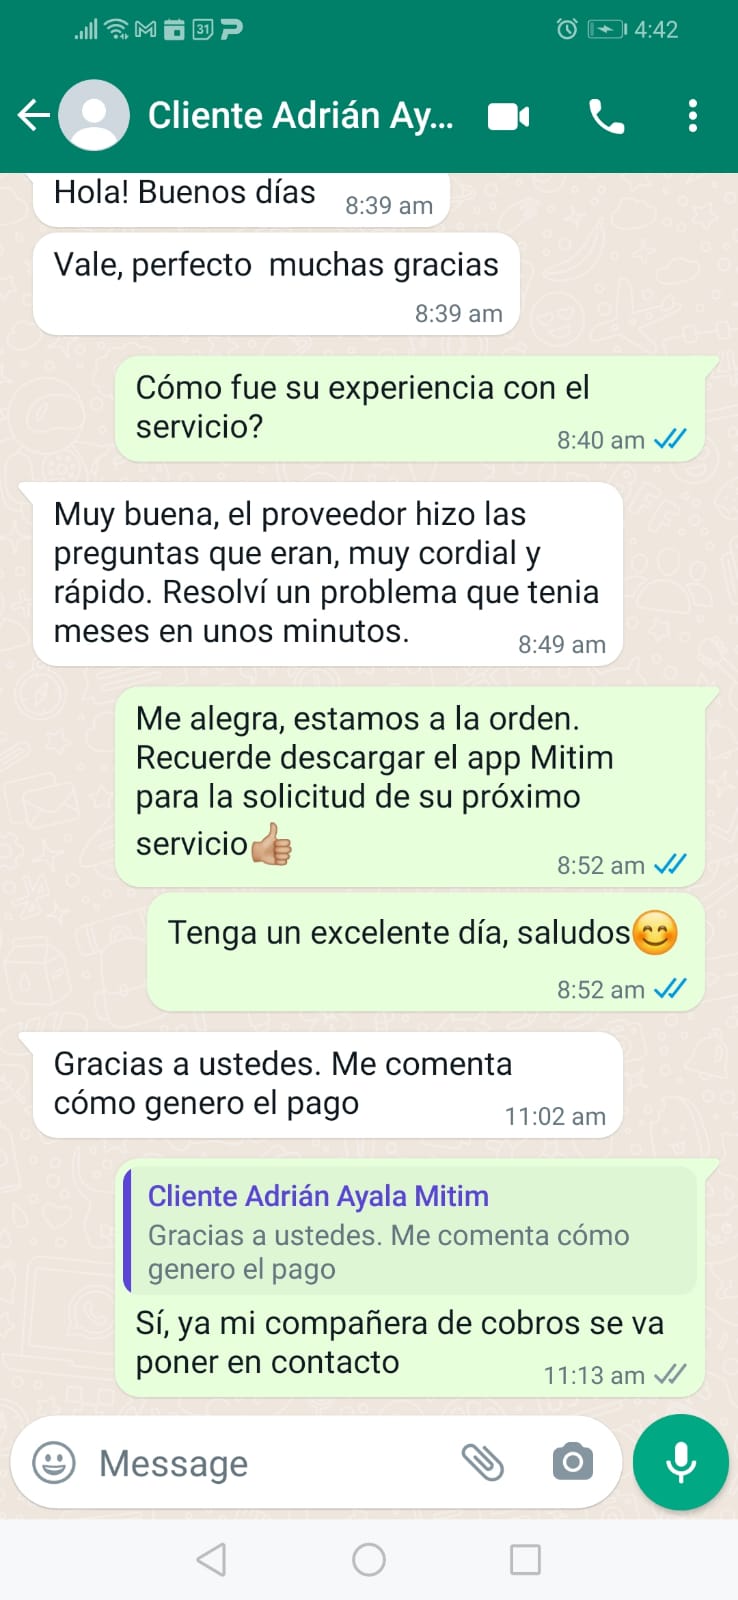 31
4:42
Cliente Adrián Ay...
Hola! Buenos días
8:39 am
Vale, perfecto  muchas gracias
8:39 am
Cómo fue su experiencia con el
servicio?
8:40 am
Muy buena, el proveedor hizo las
preguntas que eran, muy cordial y
rápido. Resolví un problema que tenia
meses en unos minutos.
8:49 am
Me alegra, estamos a la orden.
Recuerde descargar el app Mitim
para la solicitud de su próximo
servicio👍🏼
8:52 am
Tenga un excelente día, saludos😊
8:52 am
Gracias a ustedes. Me comenta
cómo genero el pago
11:02 am
Cliente Adrián Ayala Mitim
Gracias a ustedes. Me comenta cómo
genero el pago
Sí, ya mi compañera de cobros se va
poner en contacto
11:13 am
Message